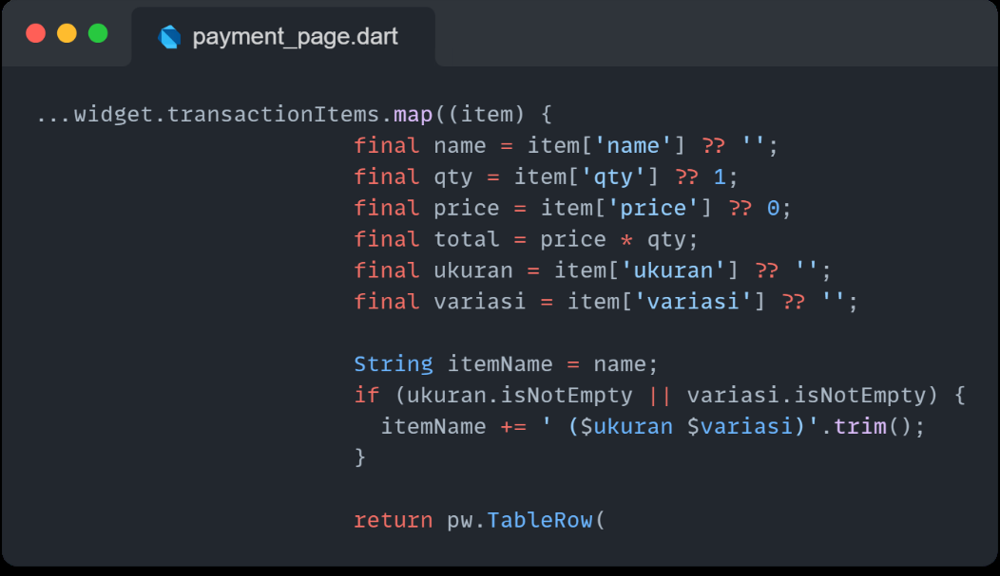 payment_page.dart
...widget.transactionItems.map((item) {
final name = item['name'] ?? '';
final qty = item['qty'] ?? 1;
final price = item['price'] ?? 0;
final total = price * qty;
final ukuran = item['ukuran'] ?? '';
final variasi = item['variasi'] ?? '';
String itemName = name;
if (ukuran.isNotEmpty || variasi.isNotEmpty) {
itemName += ' ($ukuran $variasi)'.trim();
}
return pw.TableRow(